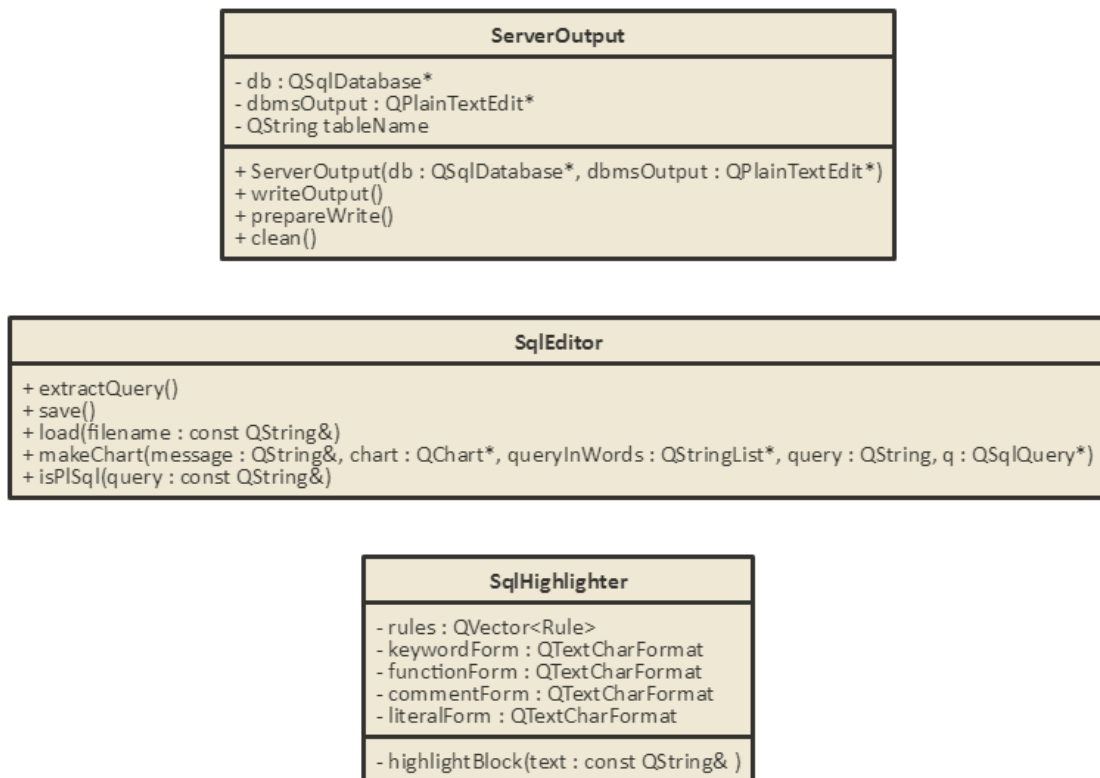 ServerOutput
- db : QSqlDatabase*
- dbmsOutput : QPlainTextEdit*
- QString tableName
+ ServerOutput(db : QSqlDatabase*, dbmsOutput : QPlainTextEdit*)
+ writeOutput()
+ prepareWrite()
+ clean()
SqlEditor
+ extractQuery()
+ save()
+ load(filename : const QString&)
+ makeChart(message : QString&, chart : QChart*, queryInWords : QStringList*, query : QString, q : QSqlQuery*)
+ isPlSql(query : const QString&)
SqlHighlighter
- rules : QVector<Rule>
- keywordForm : QTextCharFormat
- functionForm : QTextCharFormat
- commentForm : QTextCharFormat
- literalForm : QTextCharFormat
- highlightBlock(text : const QString& )